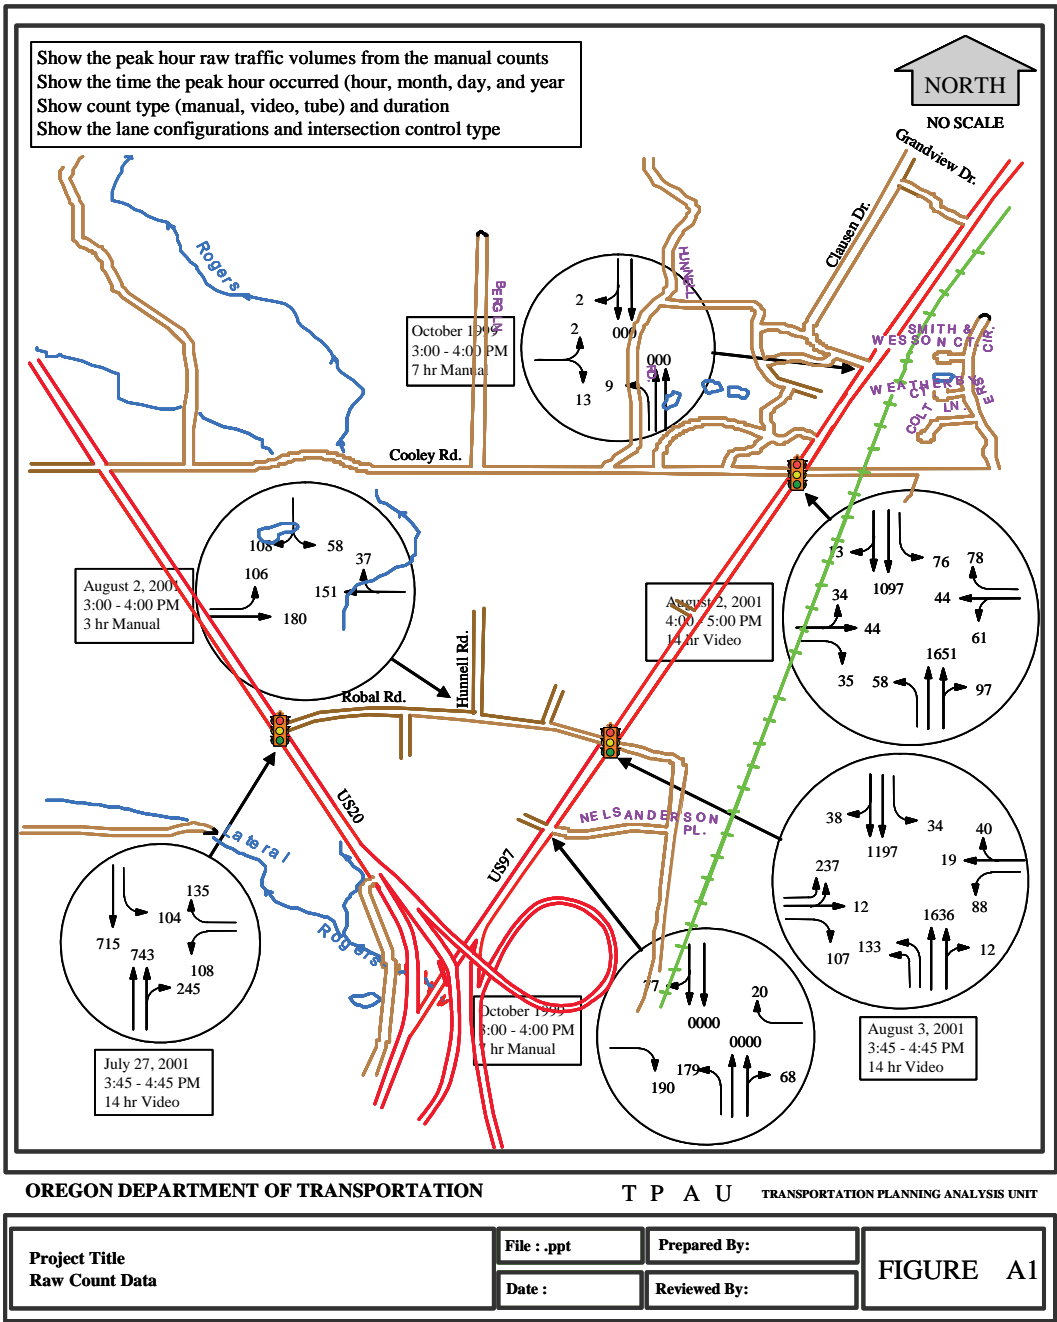 Show the peak hour raw traffic volumes from the manual counts
Show the time the peak hour occurred (hour, month, day, and year
Show count type (manual, video, tube) and duration
Show the lane configurations and intersection control type
NORTH
NO SCALE
Grandview Dr.
Clausen Dr.
Rogers
HUNNELL
RD.
BERG LN
October 1999
3:00 - 4:00 PM
7 hr Manual
2
2
000
000
9
13
SMITH &
WESSON CT.
WEATHERBY
CT
COLT LN.
CIR.
ERS
Cooley Rd.
108
58
37
106
151
180
August 2, 2001
3:00 - 4:00 PM
3 hr Manual
August 2, 2001
4:00 - 5:00 PM
14 hr Video
13
76
78
1097
34
44
44
61
1651
35
58
97
Hunnell Rd.
Robal Rd.
US20
US97
NELS ANDERSON
PL.
Lateral
Rogers
38
34
40
1197
19
237
12
88
1636
133
107
12
135
104
715
743
108
245
77
20
0000
0000
179
68
190
October 1999
3:00 - 4:00 PM
7 hr Manual
August 3, 2001
3:45 - 4:45 PM
14 hr Video
July 27, 2001
3:45 - 4:45 PM
14 hr Video
OREGON DEPARTMENT OF TRANSPORTATION
T P A U
TRANSPORTATION PLANNING ANALYSIS UNIT
Project Title
Raw Count Data
File : .ppt
Prepared By:
Date :
Reviewed By:
FIGURE A1